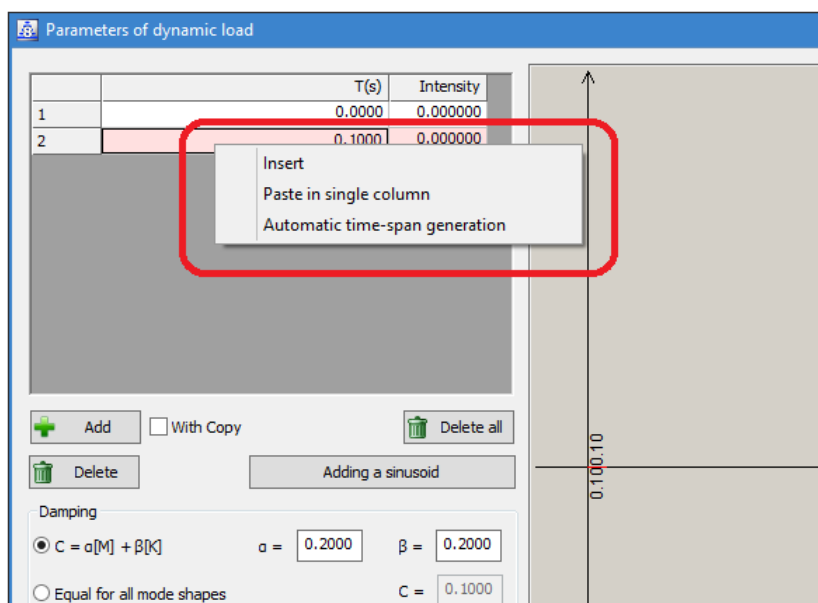 Parameters of dynamic load
T(s) Intensity
1 0.0000 0.000000
2 0.1000 0.000000
Insert
Paste in single column
Automatic time-span generation
Add With Copy Delete all
Delete Adding a sinusoid
0.100.10
Damping
C = α[M] + β[K] α = 0.2000 β = 0.2000
Equal for all mode shapes C = 0.1000